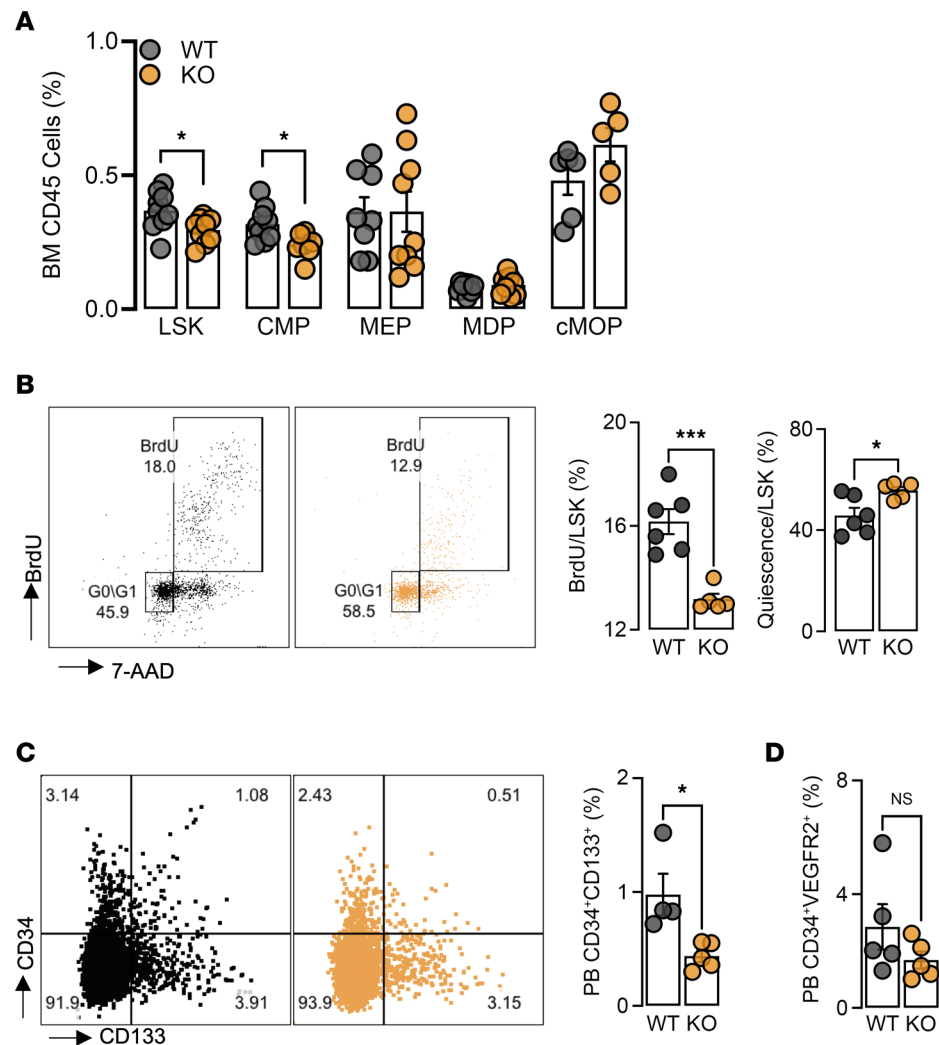 A
BM CD45 Cells (%)
1.0
0.5
0.0
WT
KO
*
*
LSK CMP MEP MDP cMOP
B
BrdU
18.0
G0\G1
45.9
BrdU
12.9
G0\G1
58.5
BrdU
7-AAD
BrdU/LSK (%)
20
16
12
***
WT KO
Quiescence/LSK (%)
80
40
0
*
WT KO
C
3.14 1.08
91.9 3.91
2.43 0.51
93.9 3.15
CD34
CD133
PB CD34⁺CD133⁺ (%)
2
1
0
*
WT KO
D
PB CD34⁺VEGFR2⁺ (%)
8
4
0
NS
WT KO